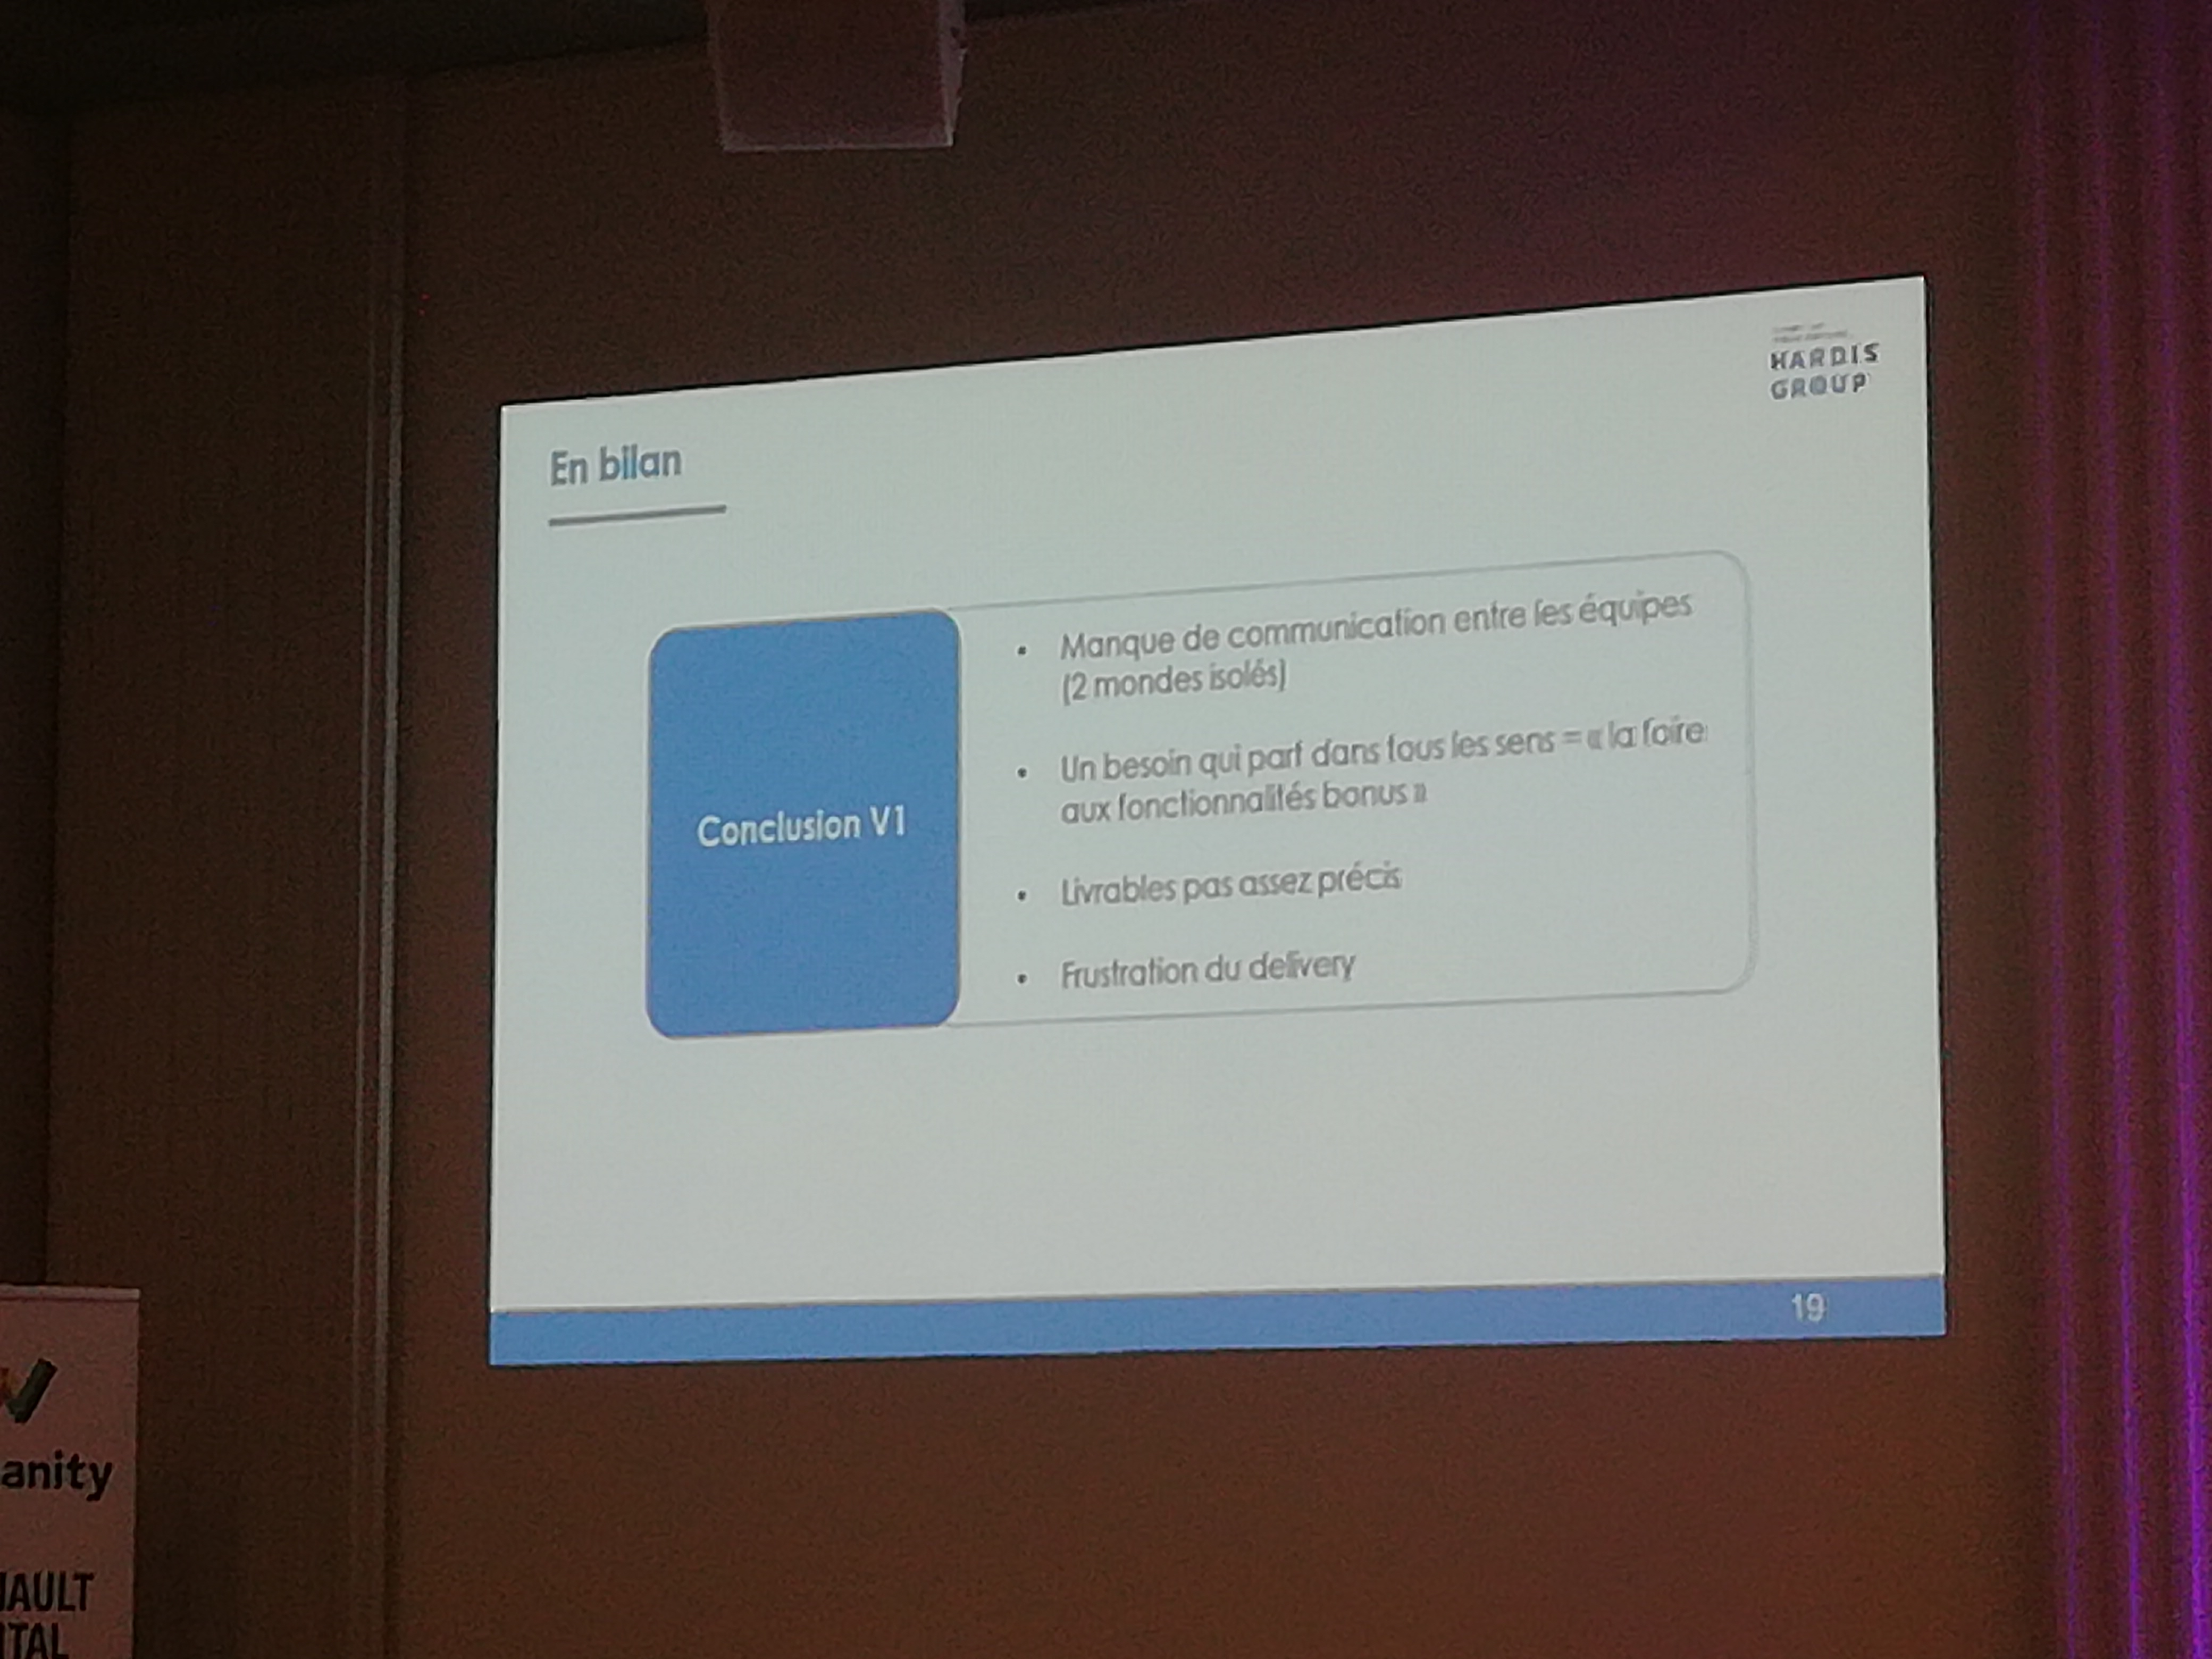 HARDIS
GROUP
En bilan
Conclusion V1
• Manque de communication entre les équipes
(2 mondes isolés)
• Un besoin qui part dans tous les sens = « la foire
aux fonctionnalités bonus »
• Livrables pas assez précis
• Frustration du delivery
19
anity
AULT
ITAL